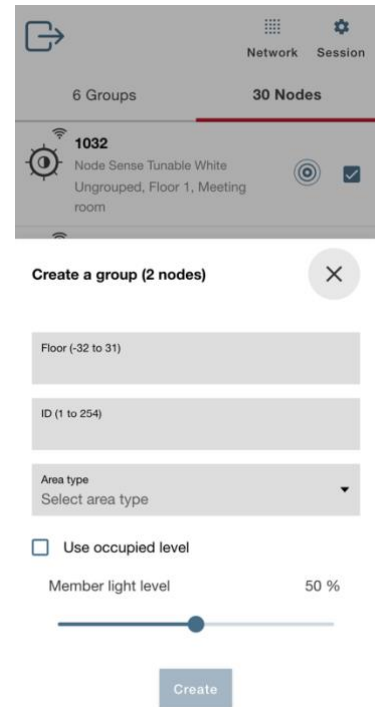 Network Session
6 Groups 30 Nodes
1032
Node Sense Tunable White
Ungrouped, Floor 1, Meeting
room
Create a group (2 nodes)
Floor (-32 to 31)
ID (1 to 254)
Area type
Select area type
Use occupied level
Member light level 50 %
Create